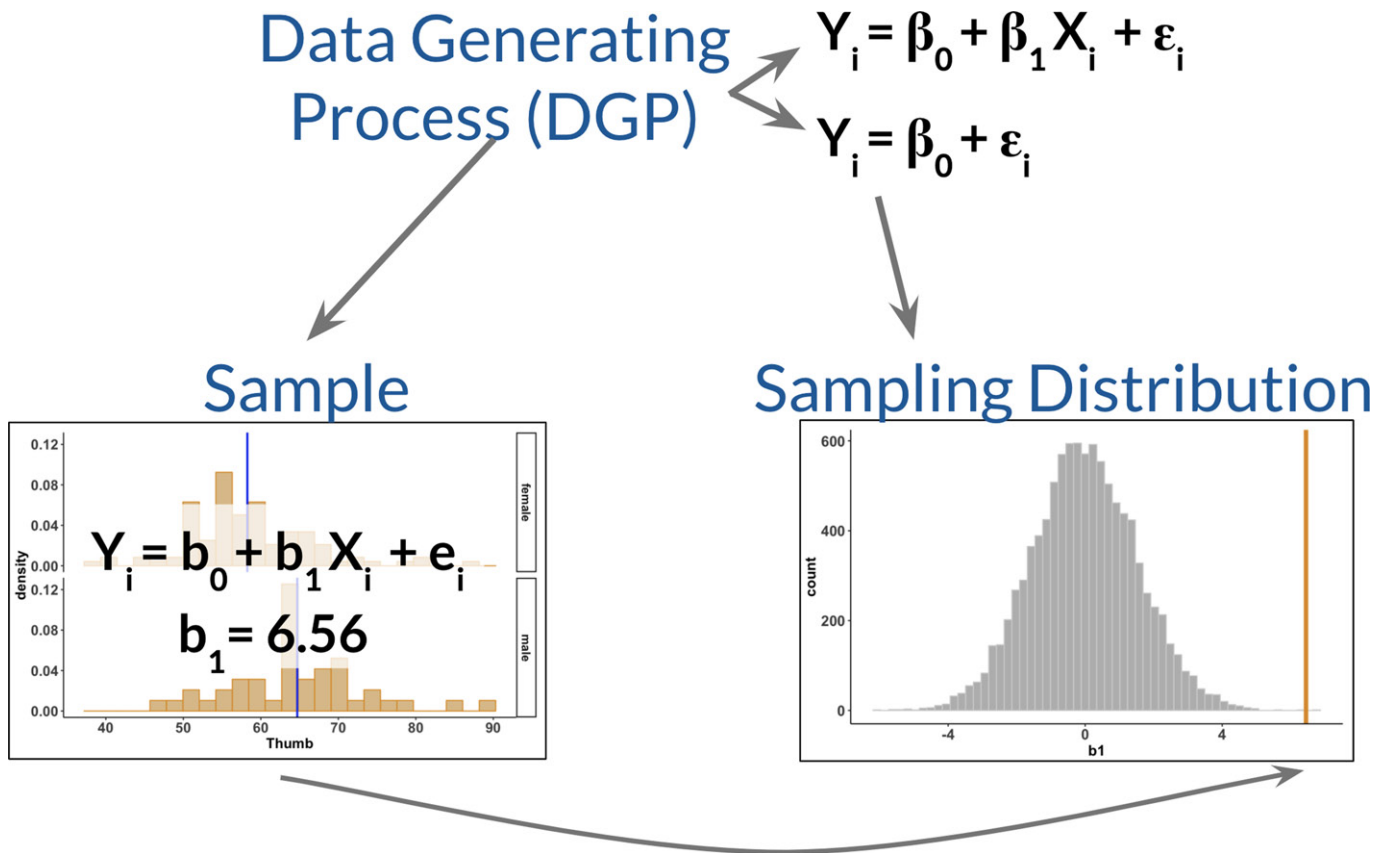 Data Generating
Process (DGP)
Yᵢ = β₀ + β₁Xᵢ + εᵢ
Yᵢ = β₀ + εᵢ
Sample
0.12
0.08
0.04
0.00
female
Yᵢ = b₀ + b₁Xᵢ + eᵢ
density
0.12
0.08
0.04
0.00
male
b₁ = 6.56
40 50 60 70 80 90
Thumb
Sampling Distribution
600
400
200
0
count
-4 0 4
b1